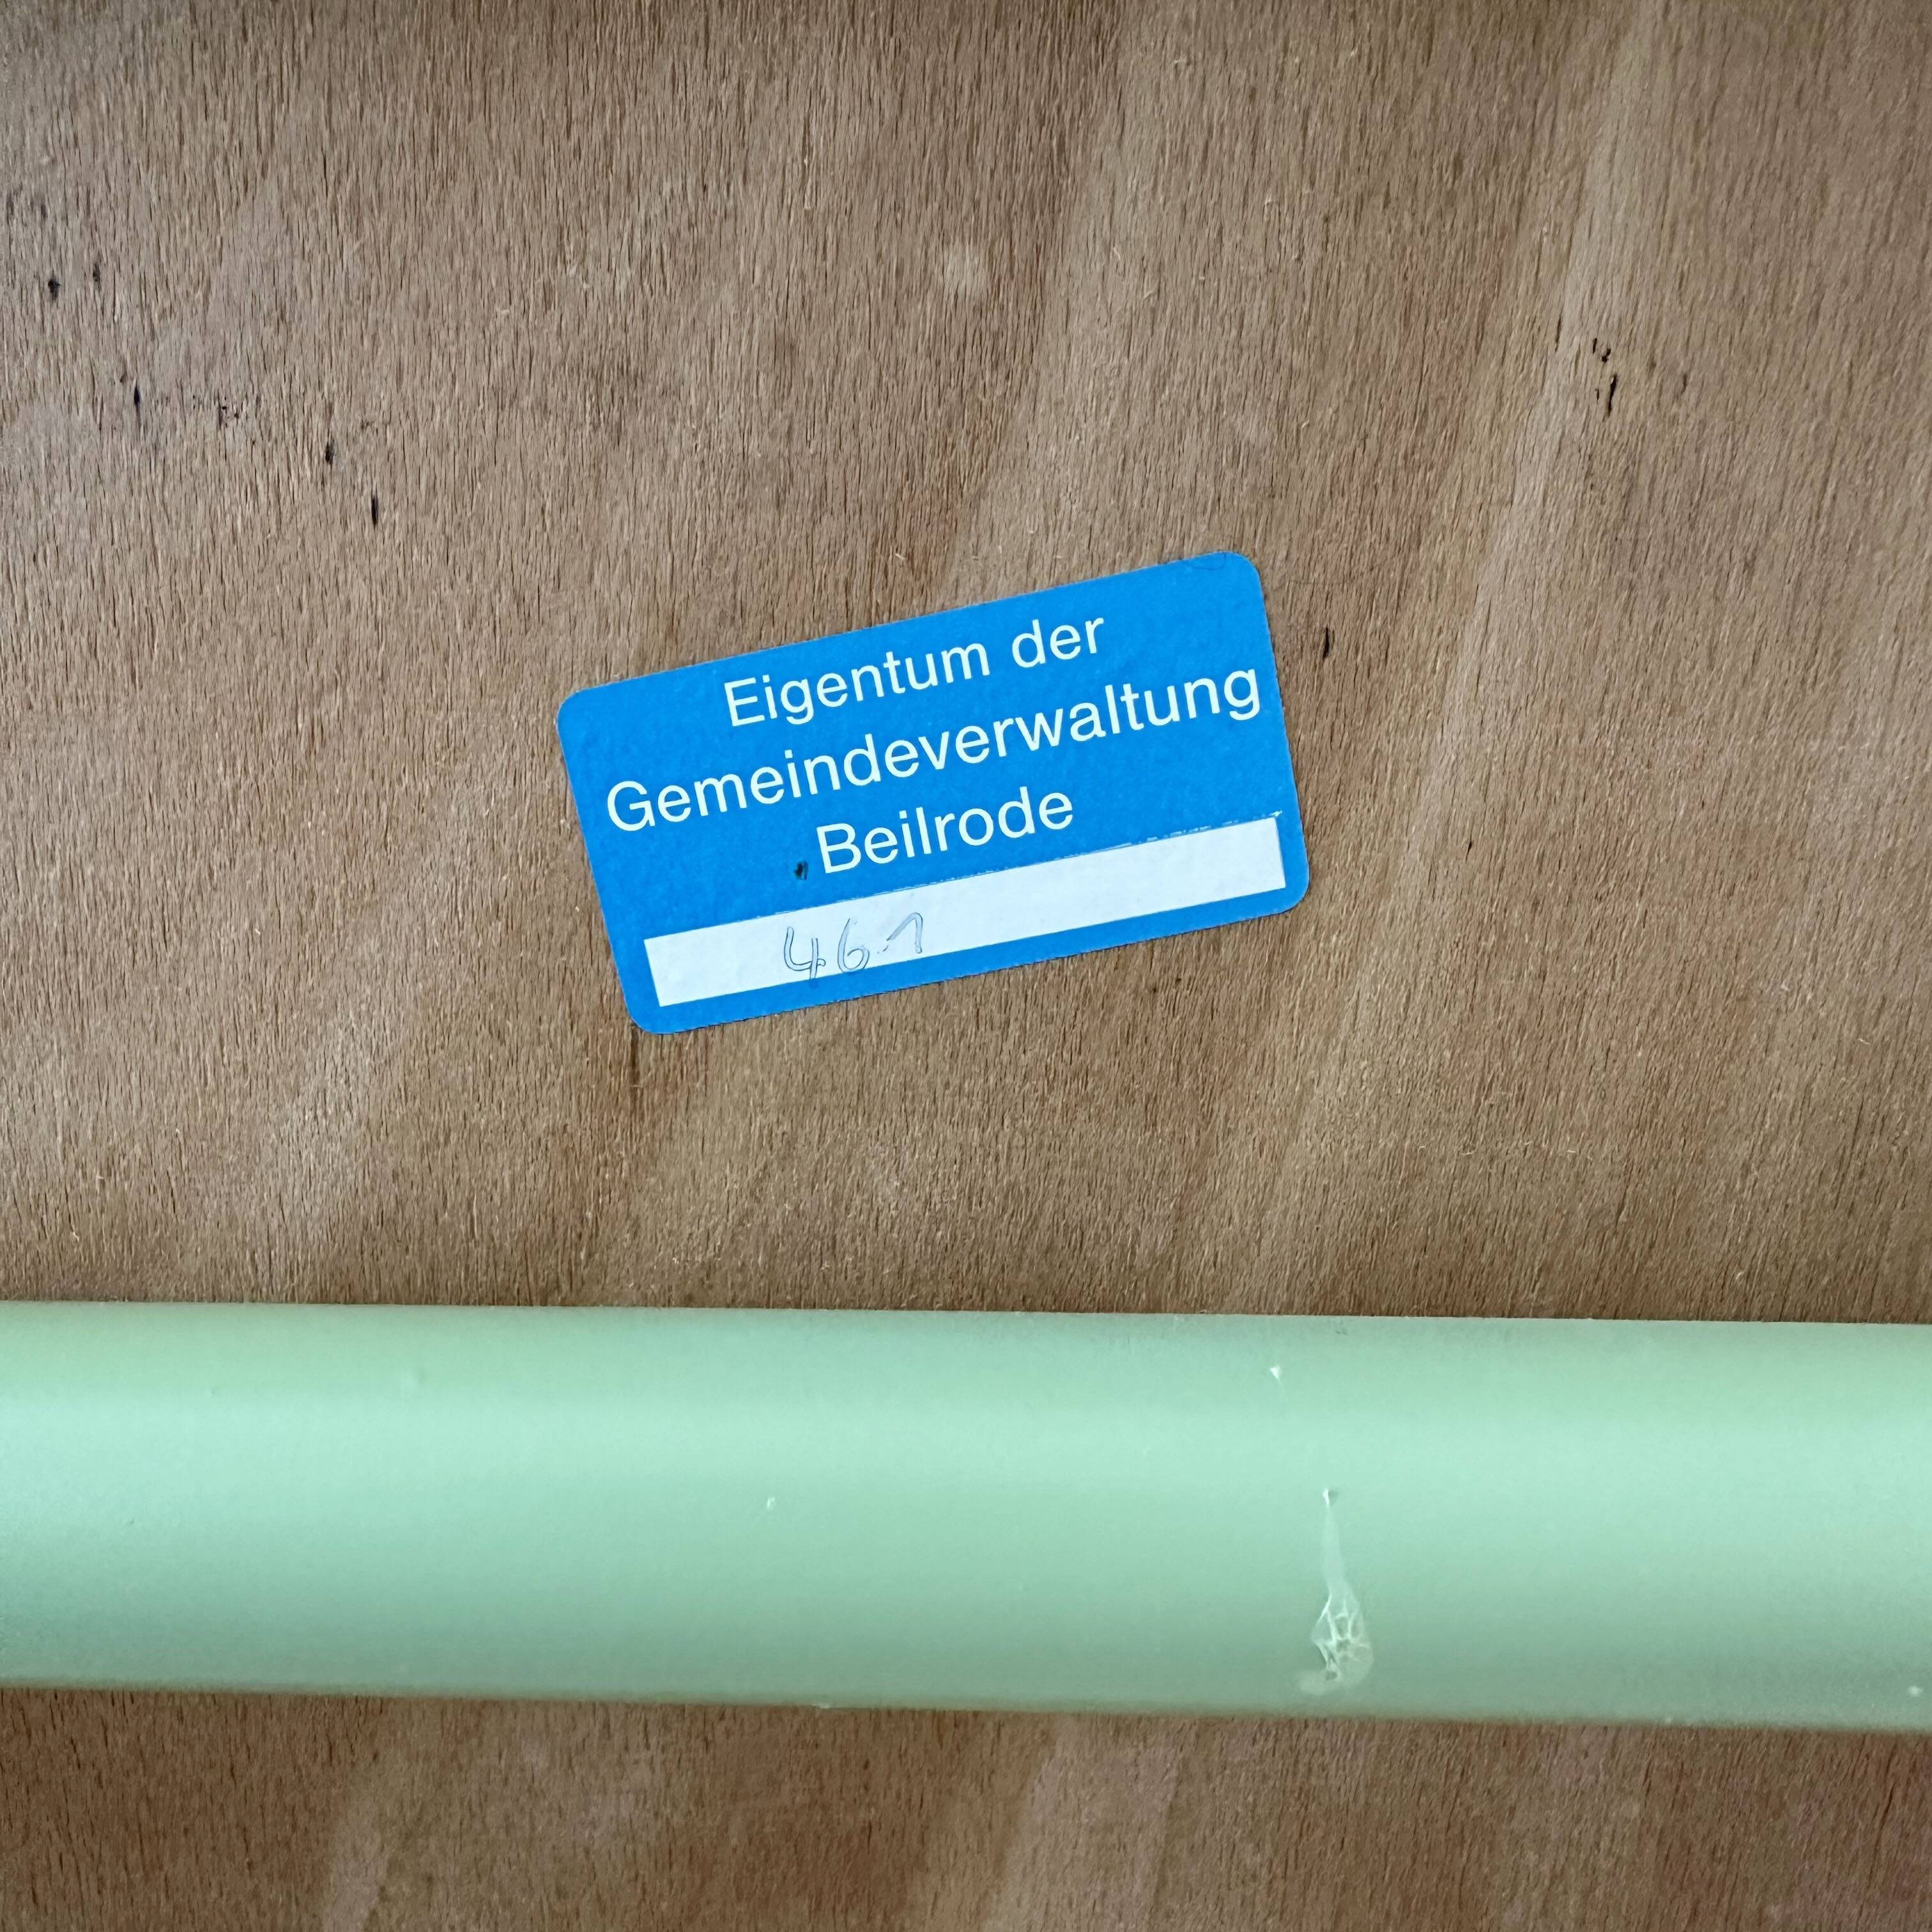 Eigentum der
Gemeindeverwaltung
Beilrode
461